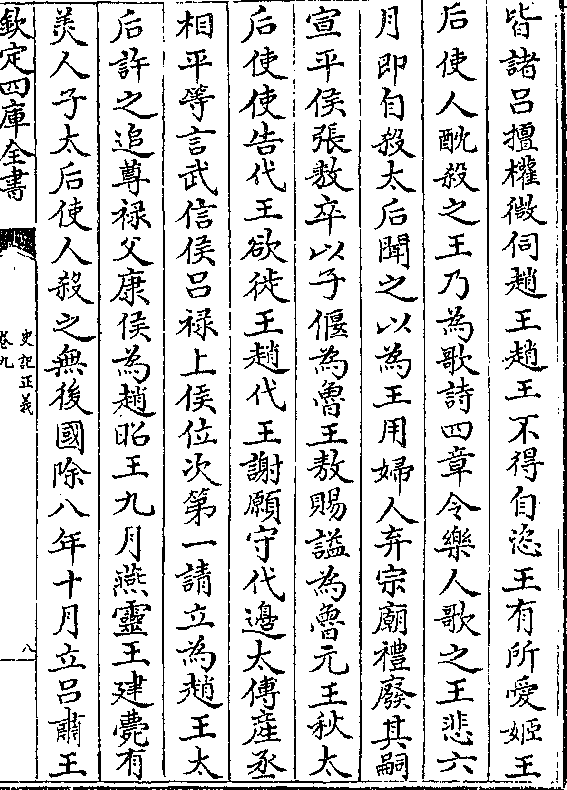 皆諸吕擅權微伺趙王趙王不得自恣王有所愛姬王
后使人酖殺之王乃為歌詩四章令樂人歌之王悲六
月即自殺太后聞之以為王用婦人弃宗廟禮廢其嗣
宣平侯張敖卒以子偃為魯王敖賜諡為魯元王秋太
后使使告代王欲徙王趙代王謝願守代邊太傅産丞
相平等言武信侯吕禄上侯位次第一請立為趙王太
后許之追尊禄父康侯為趙昭王九月燕靈王建薨有
美人子太后使人殺之無後國除八年十月立吕肅王
欽定四庫全書
史記正義
卷九
八